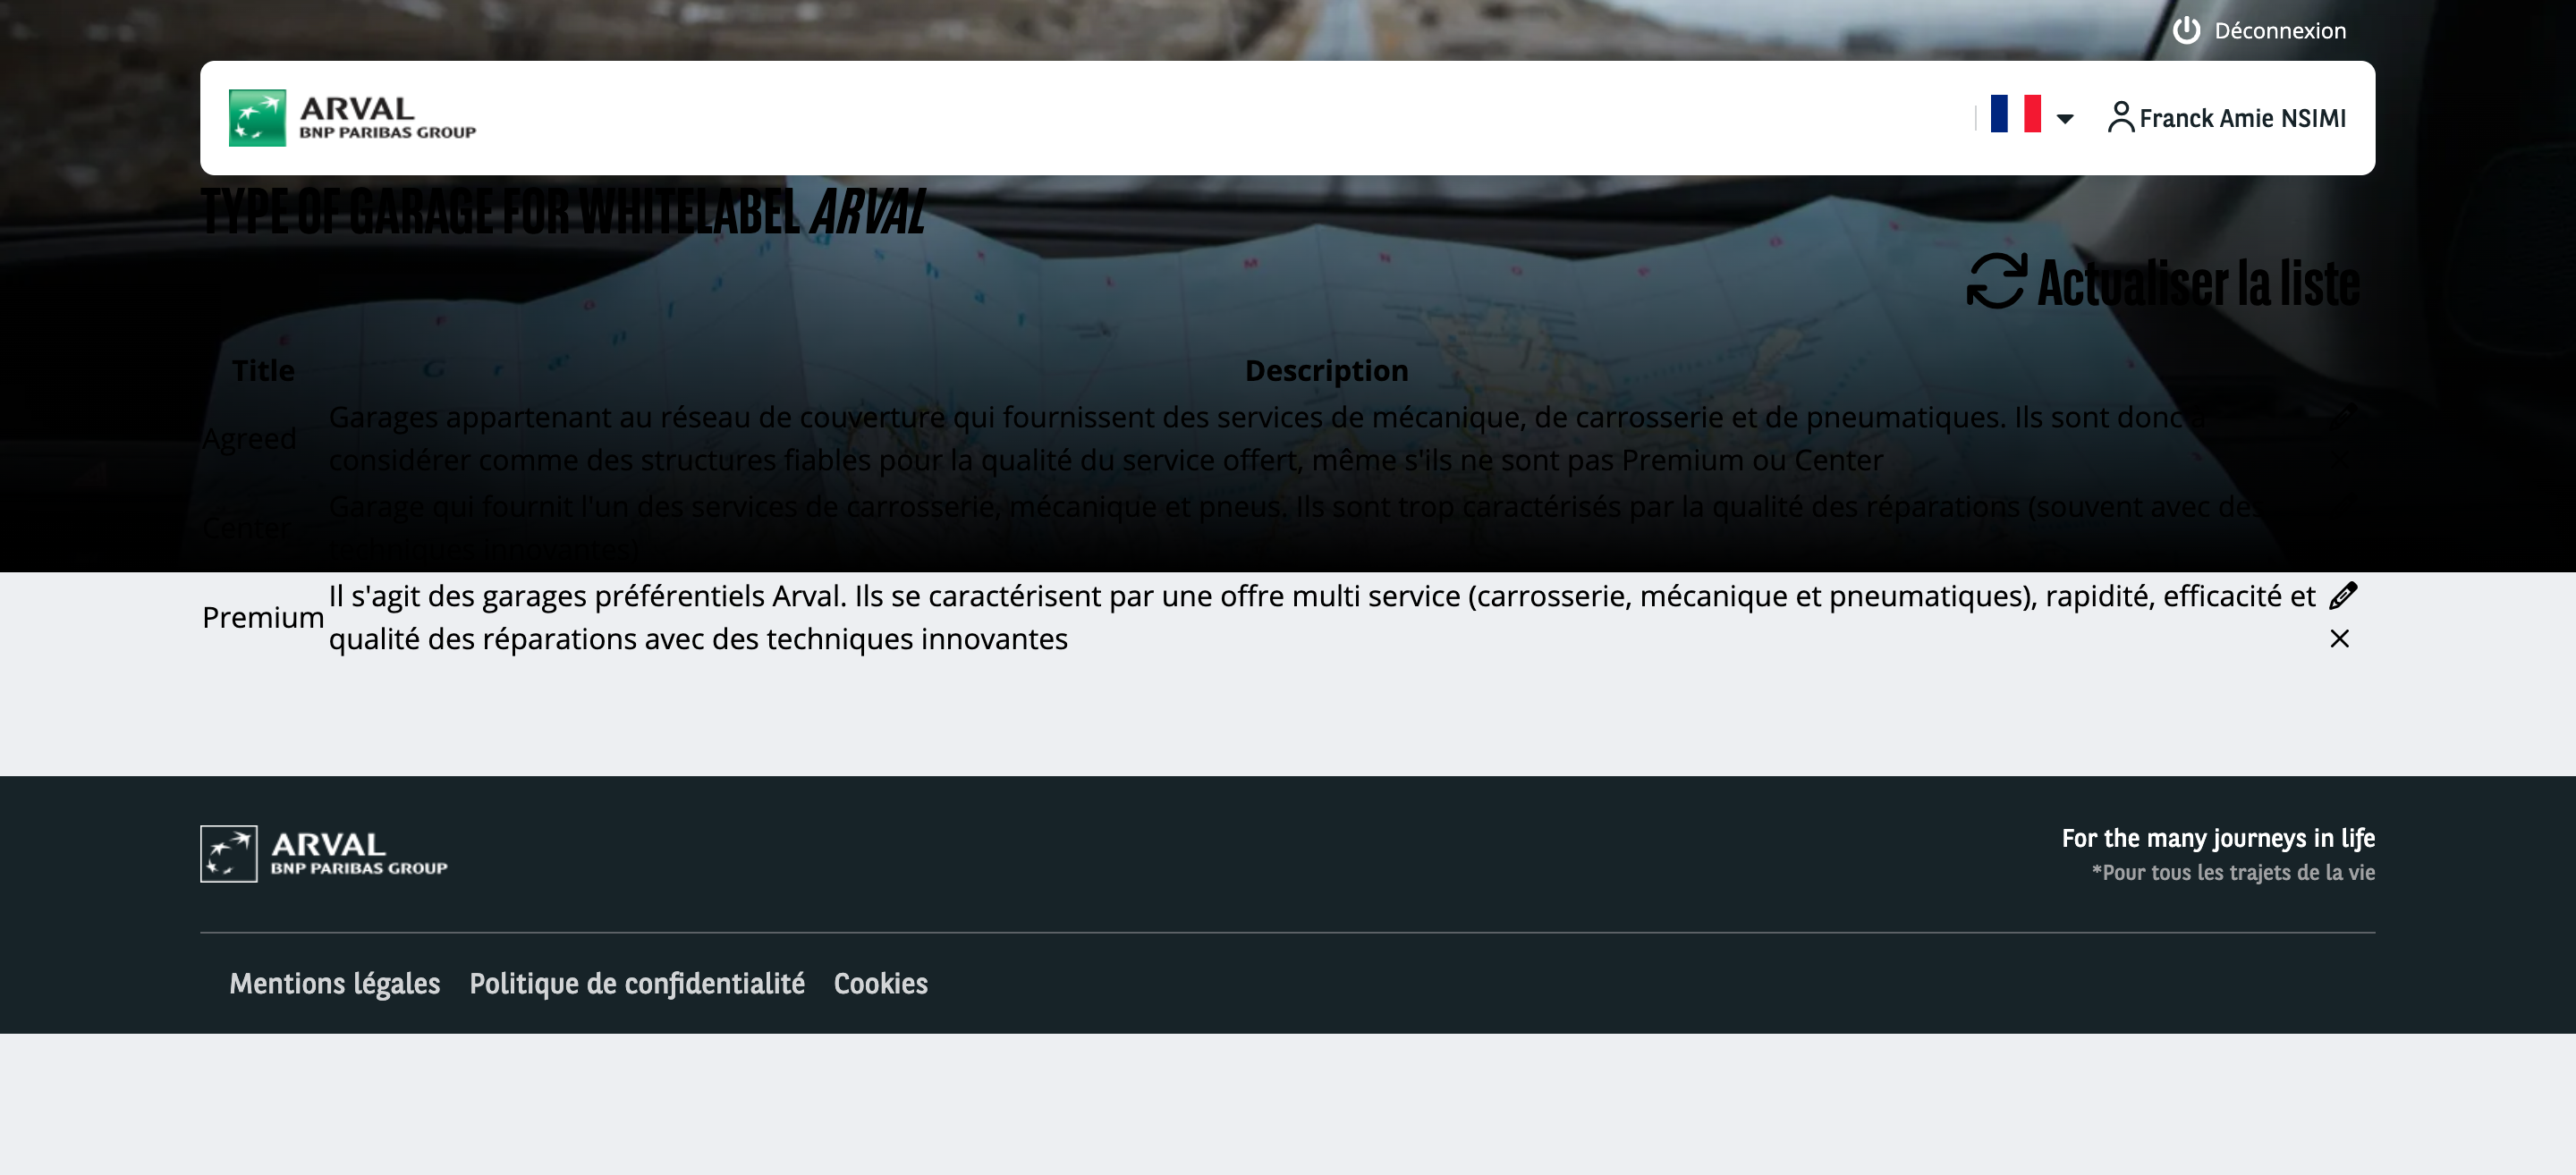 Déconnexion
ARVAL
BNP PARIBAS GROUP
Franck Amie NSIMI
TYPE OF GARAGE FOR WHITELABEL ARVAL
Actualiser la liste
Title Description
Agreed
Garages appartenant au réseau de couverture qui fournissent des services de mécanique, de carrosserie et de pneumatiques. Ils sont donc à
considérer comme des structures fiables pour la qualité du service offert, même s'ils ne sont pas Premium ou Center
Center
Garage qui fournit l'un des services de carrosserie, mécanique et pneus. Ils sont trop caractérisés par la qualité des réparations (souvent avec des
techniques innovantes)
Premium
Il s'agit des garages préférentiels Arval. Ils se caractérisent par une offre multi service (carrosserie, mécanique et pneumatiques), rapidité, efficacité et
qualité des réparations avec des techniques innovantes
ARVAL
BNP PARIBAS GROUP
For the many journeys in life
*Pour tous les trajets de la vie
Mentions légales Politique de confidentialité Cookies